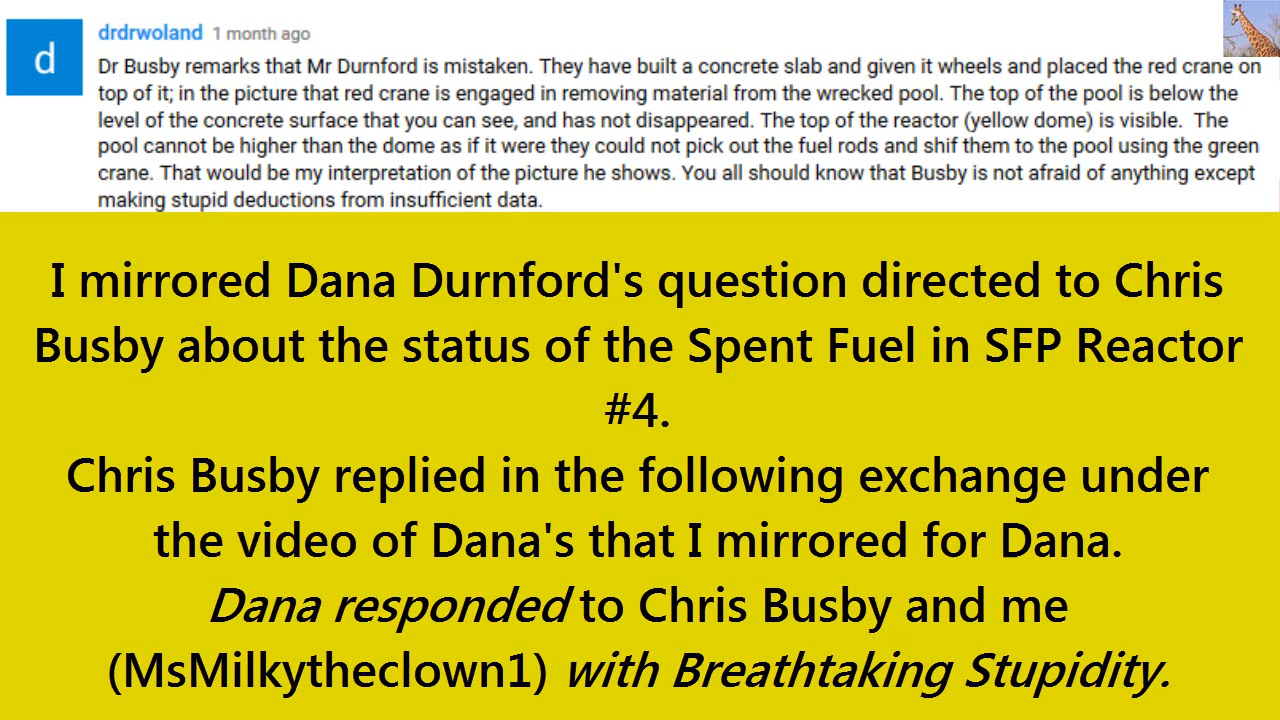 d
drdrwoland 1 month ago
Dr Busby remarks that Mr Durnford is mistaken. They have built a concrete slab and given it wheels and placed the red crane on
top of it; in the picture that red crane is engaged in removing material from the wrecked pool. The top of the pool is below the
level of the concrete surface that you can see, and has not disappeared. The top of the reactor (yellow dome) is visible. The
pool cannot be higher than the dome as if it were they could not pick out the fuel rods and shif them to the pool using the green
crane. That would be my interpretation of the picture he shows. You all should know that Busby is not afraid of anything except
making stupid deductions from insufficient data.
I mirrored Dana Durnford's question directed to Chris
Busby about the status of the Spent Fuel in SFP Reactor
#4.
Chris Busby replied in the following exchange under
the video of Dana's that I mirrored for Dana.
Dana responded to Chris Busby and me
(MsMilkytheclown1) with Breathtaking Stupidity.